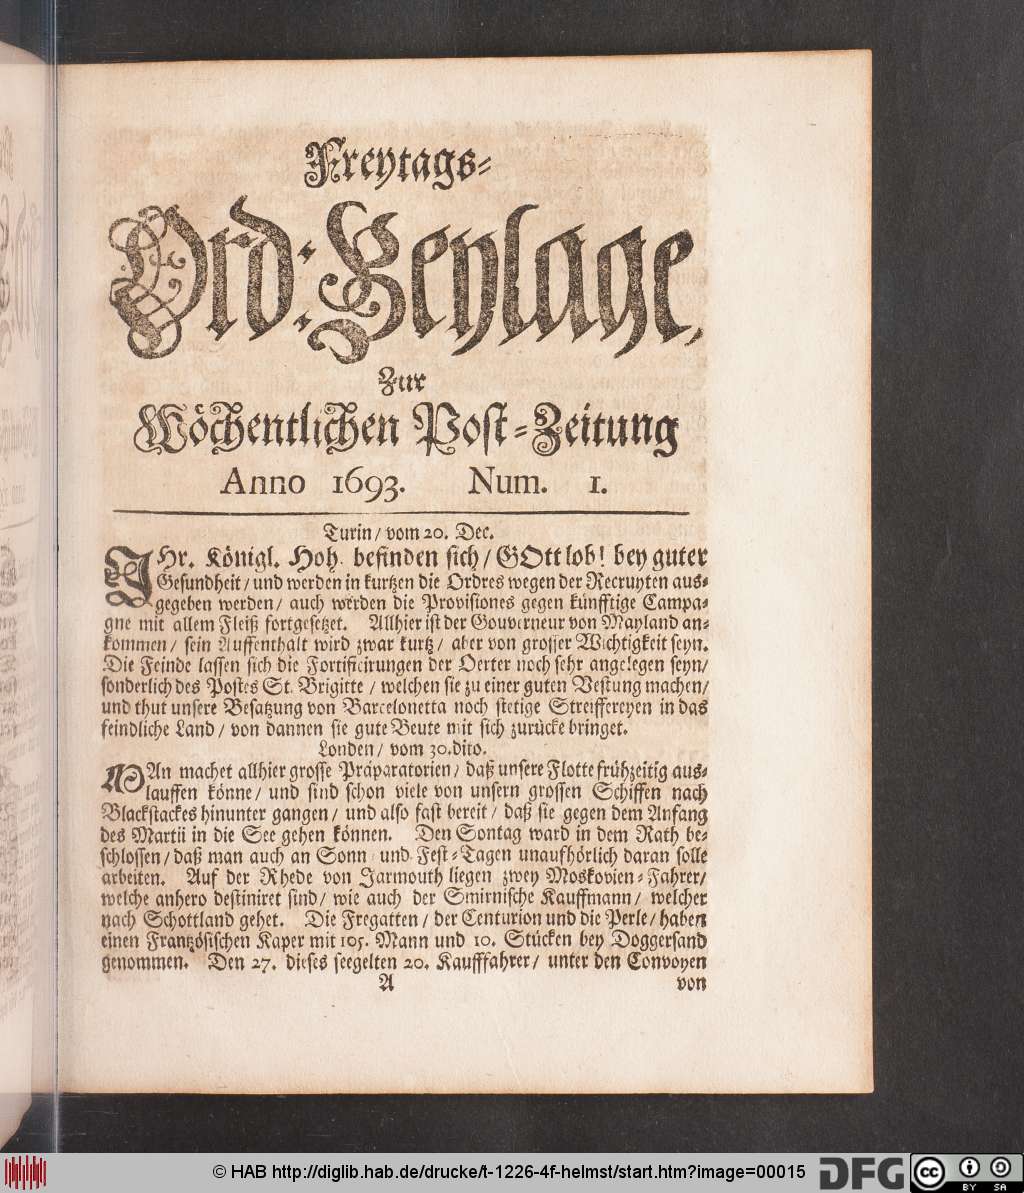 Freytags-
Ord: Beylage,
Zur
Wöchentlichen Post-Zeitung
Anno 1693. Num. 1.
Turin/ vom 20. Dec.
IHr. Königl. Hoh. befinden sich/ GOtt lob! bey guter
Gesundheit/ und werden in kurtzen die Ordres wegen der Recruyten aus-
gegeben werden/ auch werden die Provisiones gegen künfftige Campa-
gne mit allem Fleiß fortgesetzet. Allhier ist der Gouverneur von Mayland an-
kommen/ sein Auffenthalt wird zwar kurtz/ aber von grosser Wichtigkeit seyn.
Die Feinde lassen sich die Fortificirungen der Oerter noch sehr angelegen seyn/
sonderlich des Postes St. Brigitte/ welchen sie zu einer guten Vestung machen/
und thut unsere Besatzung von Barcelonetta noch stetige Streiffereyen in das
feindliche Land/ von dannen sie gute Beute mit sich zurücke bringet.
Londen/ vom 30. dito.
MAn machet allhier grosse Präparatorien/ daß unsere Flotte frühzeitig aus-
lauffen könne/ und sind schon viele von unsern grossen Schiffen nach
Blackstackes hinunter gangen/ und also fast bereit/ daß sie gegen dem Anfang
des Martii in die See gehen können. Den Sontag ward in dem Rath be-
schlossen/ daß man auch an Sonn und Fest-Tagen unaufhörlich daran solle
arbeiten. Auf der Rhede von Jarmouth liegen zwey Moskovien-Fahrer/
welche anhero destiniret sind/ wie auch der Smirnische Kauffmann/ welcher
nach Schottland gehet. Die Fregatten/ der Centurion und die Perle/ haben
einen Frantzösischen Kaper mit 105. Mann und 10. Stücken bey Doggersand
genommen. Den 27. dieses seegelten 20. Kaufffahrer/ unter den Convoyen
A von
© HAB http://diglib.hab.de/drucke/t-1226-4f-helmst/start.htm?image=00015
DFG
cc BY SA